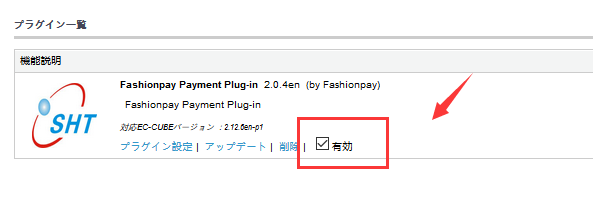 プラグイン一覧
機能説明
SHT
Fashionpay Payment Plug-in 2.0.4en (by Fashionpay)
Fashionpay Payment Plug-in
対応EC-CUBEバージョン ：2.12.6en-p1
プラグイン設定 | アップデート | 削除 | 有効